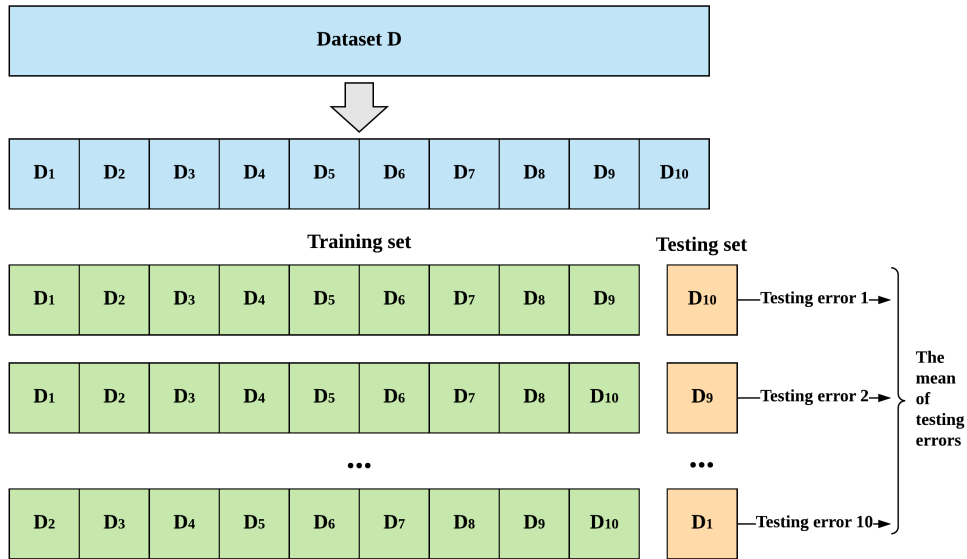 Dataset D
D1 D2 D3 D4 D5 D6 D7 D8 D9 D10
Training set Testing set
D1 D2 D3 D4 D5 D6 D7 D8 D9 D10 Testing error 1
D1 D2 D3 D4 D5 D6 D7 D8 D10 D9 Testing error 2
... ...
D2 D3 D4 D5 D6 D7 D8 D9 D10 D1 Testing error 10
The
mean
of
testing
errors